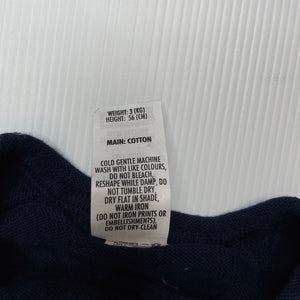 WEIGHT: 3 (KG)
HEIGHT: 56 (CM)
MAIN: COTTON
COLD GENTLE MACHINE
WASH WITH LIKE COLOURS,
DO NOT BLEACH,
RESHAPE WHILE DAMP, DO
NOT TUMBLE DRY,
DRY FLAT IN SHADE,
WARM IRON
(DO NOT IRON PRINTS OR
EMBELLISHMENTS),
DO NOT DRY-CLEAN